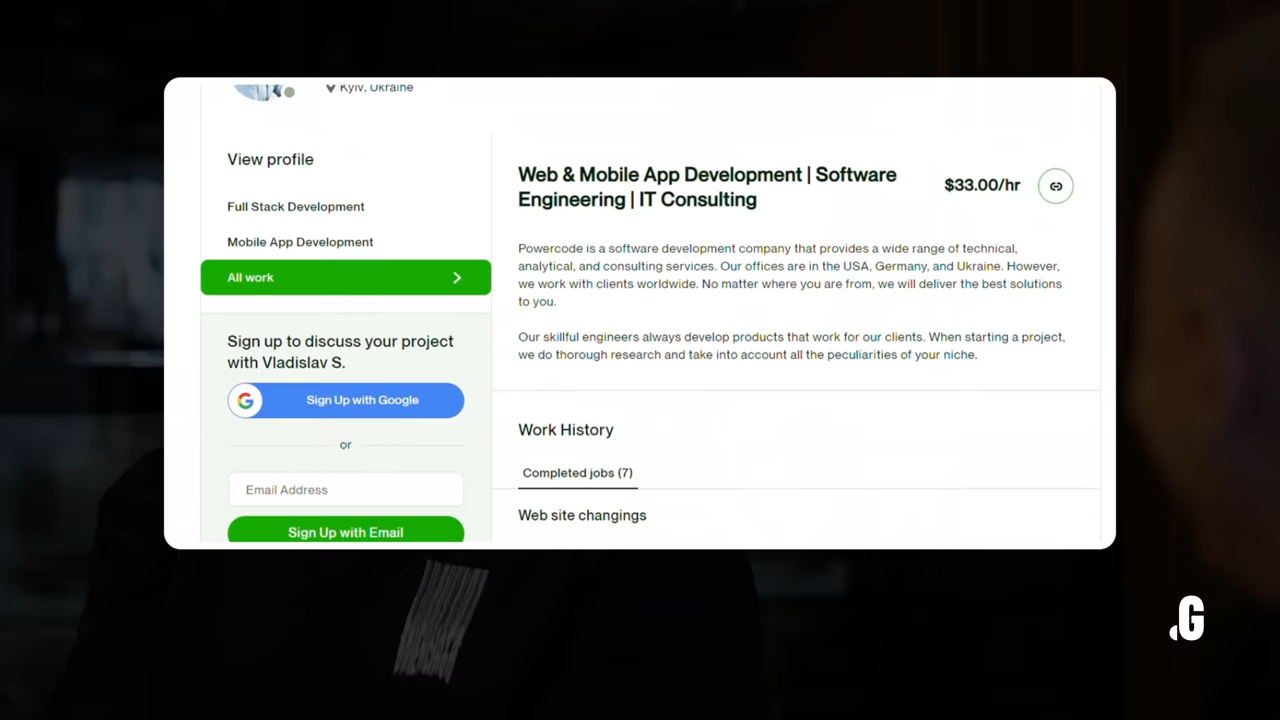 Kyiv, Ukraine
View profile
Full Stack Development
Mobile App Development
All work
Sign up to discuss your project
with Vladislav S.
Sign Up with Google
or
Email Address
Sign Up with Email
Web & Mobile App Development | Software
Engineering | IT Consulting
$33.00/hr
Powercode is a software development company that provides a wide range of technical,
analytical, and consulting services. Our offices are in the USA, Germany, and Ukraine. However,
we work with clients worldwide. No matter where you are from, we will deliver the best solutions
to you.
Our skillful engineers always develop products that work for our clients. When starting a project,
we do thorough research and take into account all the peculiarities of your niche.
Work History
Completed jobs (7)
Web site changings
.G